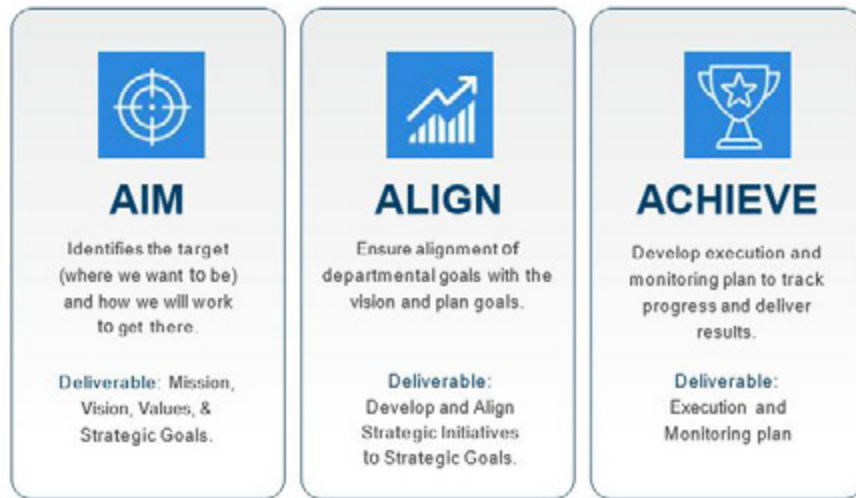 AIM
Identifies the target
(where we want to be)
and how we will work
to get there.
Deliverable: Mission,
Vision, Values, &
Strategic Goals.
ALIGN
Ensure alignment of
departmental goals with the
vision and plan goals.
Deliverable:
Develop and Align
Strategic Initiatives
to Strategic Goals.
ACHIEVE
Develop execution and
monitoring plan to track
progress and deliver
results.
Deliverable:
Execution and
Monitoring plan